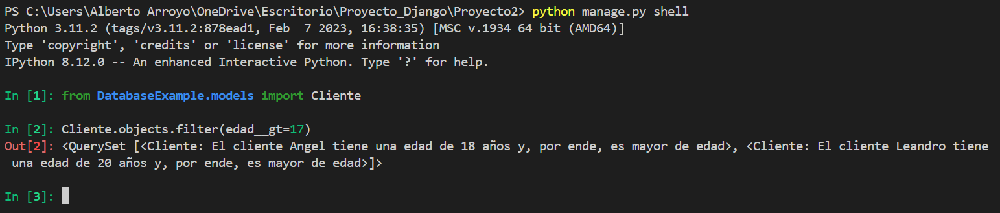 PS C:\Users\Alberto Arroyo\OneDrive\Escritorio\Proyecto_Django\Proyecto2> python manage.py shell
Python 3.11.2 (tags/v3.11.2:878ead1, Feb  7 2023, 16:38:35) [MSC v.1934 64 bit (AMD64)]
Type 'copyright', 'credits' or 'license' for more information
IPython 8.12.0 -- An enhanced Interactive Python. Type '?' for help.
In [1]: from DatabaseExample.models import Cliente
In [2]: Cliente.objects.filter(edad__gt=17)
Out[2]: <QuerySet [<Cliente: El cliente Angel tiene una edad de 18 años y, por ende, es mayor de edad>, <Cliente: El cliente Leandro tiene
una edad de 20 años y, por ende, es mayor de edad>]>
In [3]: